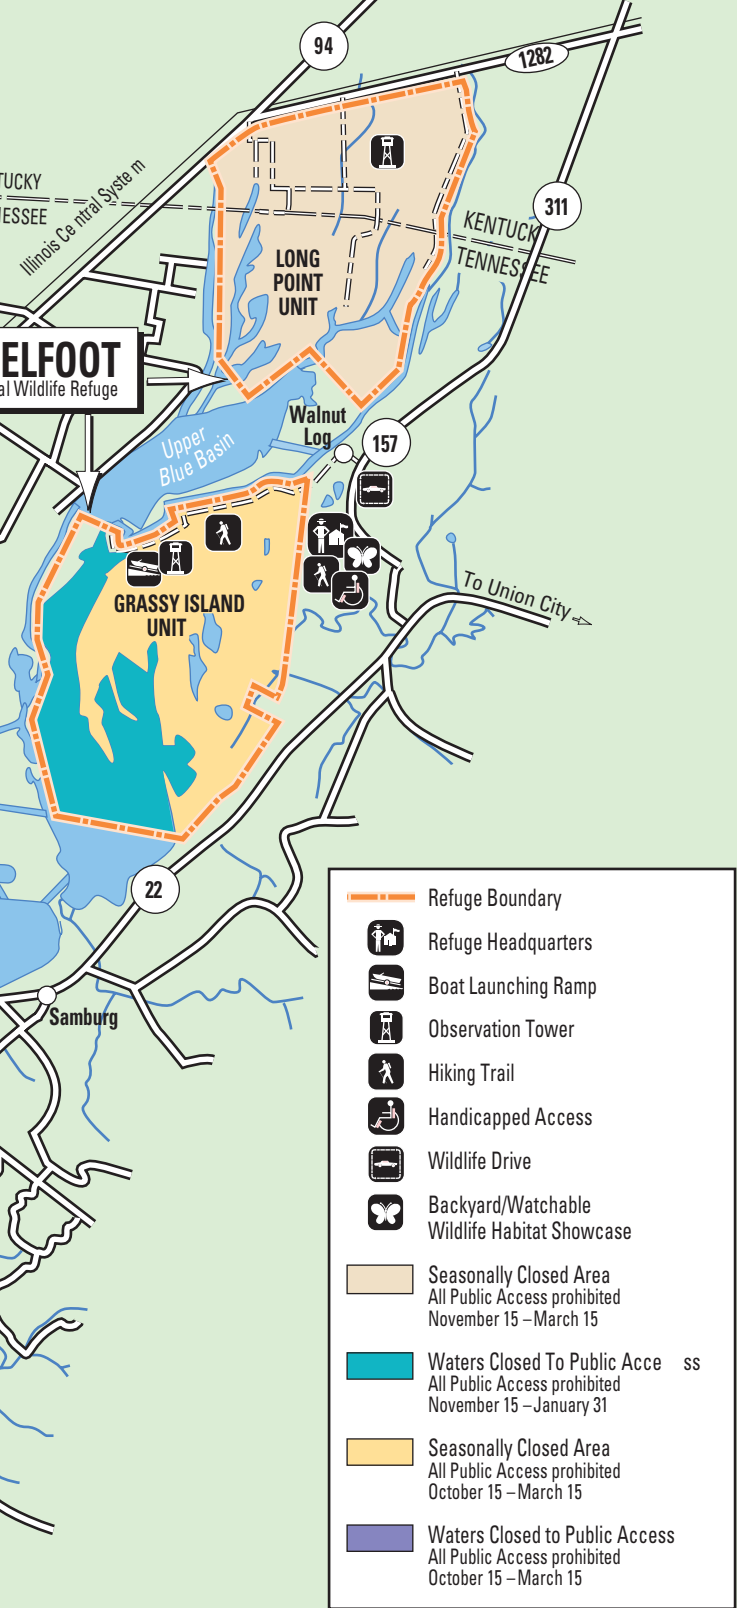 94
1282
TUCKY
ESSEE
Illinois Ce ntral Syste m
311
KENTUCK
TENNESSEE
LONG
POINT
UNIT
ELFOOT
al Wildlife Refuge
Walnut
Log
157
Upper
Blue Basin
GRASSY ISLAND
UNIT
To Union City
22
Samburg
Refuge Boundary
Refuge Headquarters
Boat Launching Ramp
Observation Tower
Hiking Trail
Handicapped Access
Wildlife Drive
Backyard/Watchable
Wildlife Habitat Showcase
Seasonally Closed Area
All Public Access prohibited
November 15 – March 15
Waters Closed To Public Acce ss
All Public Access prohibited
November 15 – January 31
Seasonally Closed Area
All Public Access prohibited
October 15 – March 15
Waters Closed to Public Access
All Public Access prohibited
October 15 – March 15